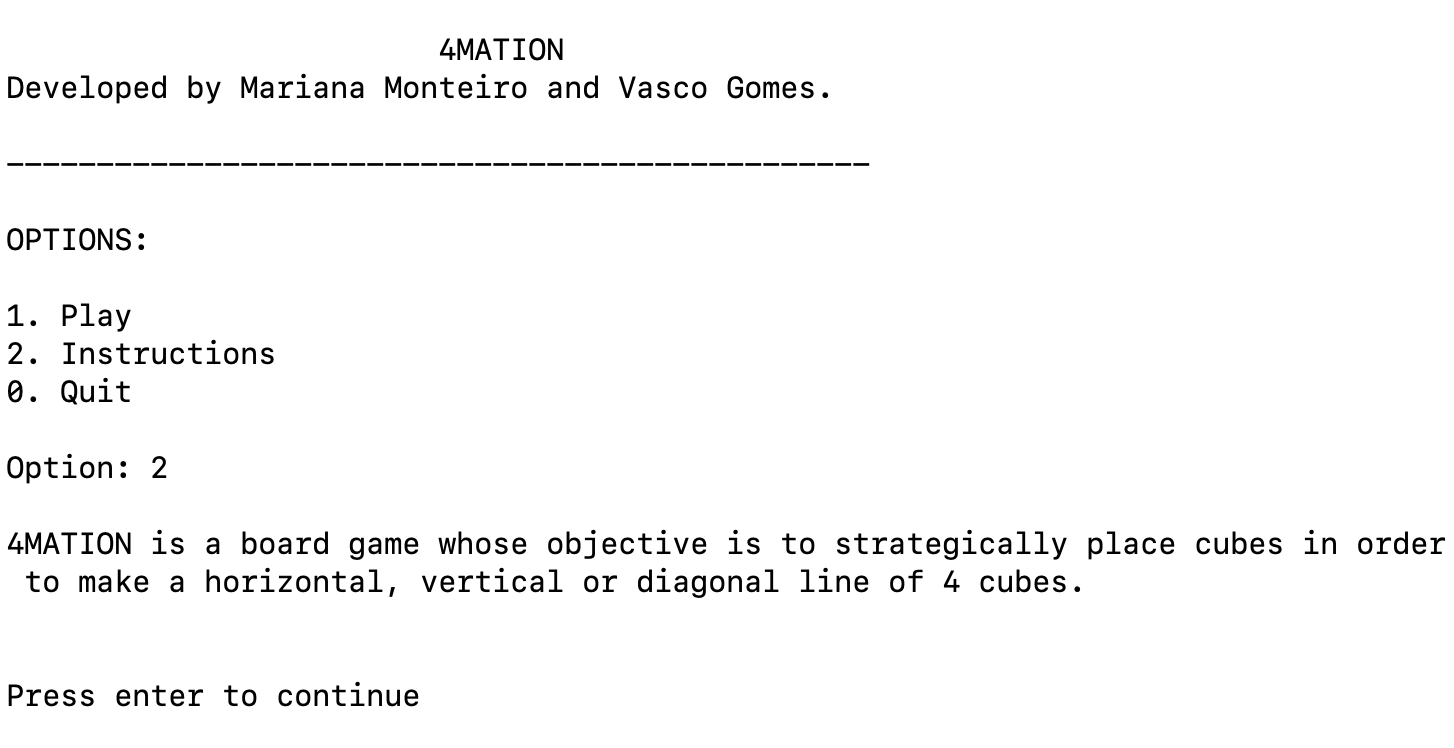 4MATION
Developed by Mariana Monteiro and Vasco Gomes.
------------------------------------------------
OPTIONS:
1. Play
2. Instructions
0. Quit
Option: 2
4MATION is a board game whose objective is to strategically place cubes in order
to make a horizontal, vertical or diagonal line of 4 cubes.
Press enter to continue